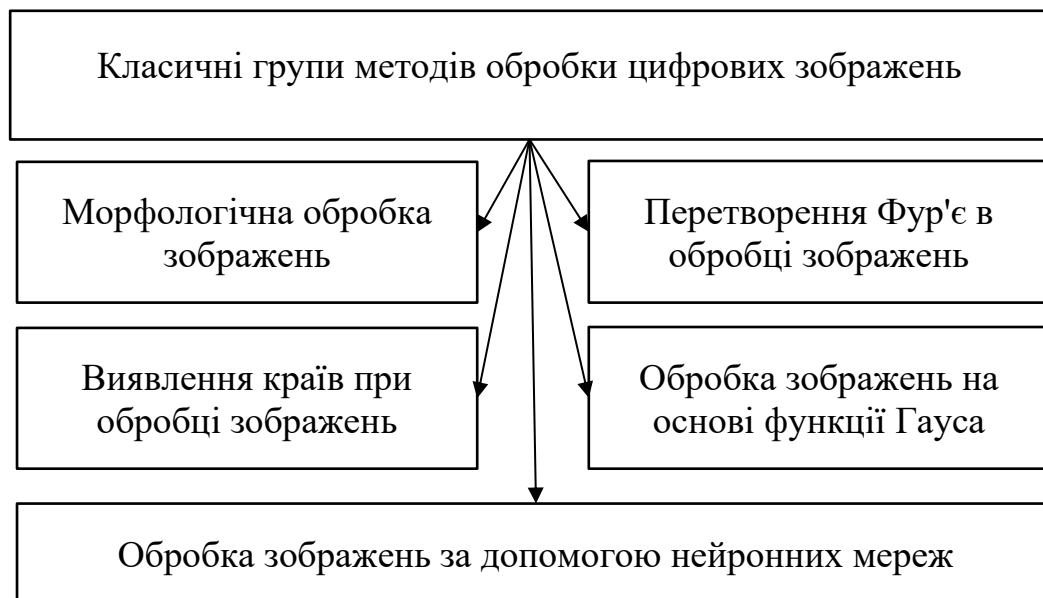 Класичні групи методів обробки цифрових зображень
Морфологічна обробка
зображень
Перетворення Фур'є в
обробці зображень
Виявлення країв при
обробці зображень
Обробка зображень на
основі функції Гауса
Обробка зображень за допомогою нейронних мереж